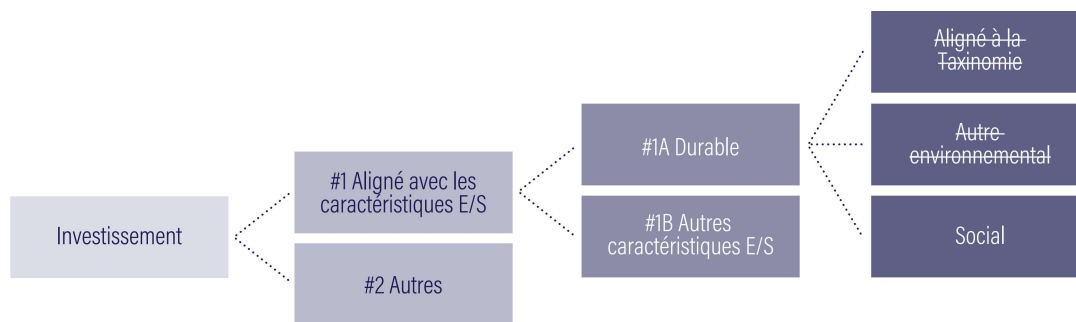 Investissement
#1 Aligné avec les
caractéristiques E/S
#2 Autres
#1A Durable
#1B Autres
caractéristiques E/S
Aligné à la
Taxinomie
Autre
environnemental
Social